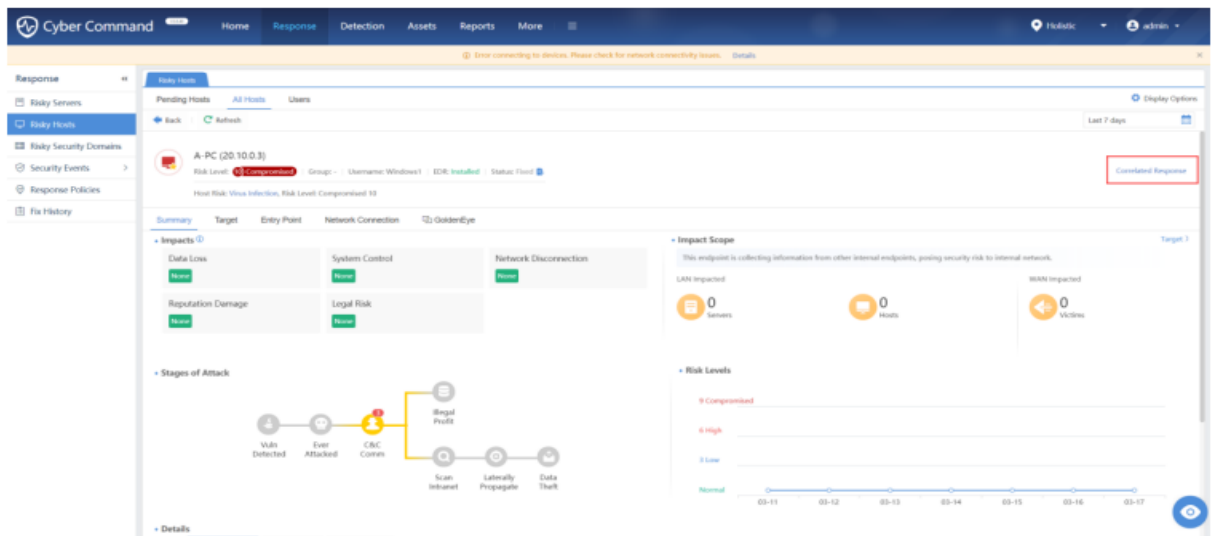 Cyber Command Home Response Detection Assets Reports More Holistic admin
Error connecting to devices. Please check for network connectivity issues. Details
Response
Risky Hosts
Risky Servers
Risky Hosts
Risky Security Domains
Security Events
Response Policies
Fix History
Pending Hosts All Hosts Users Display Options
Back Refresh Last 7 days
A-PC (20.10.0.3)
Risk Level: 10 Compromised Group: - Username: Windows1 EDR: Installed Status: Fixed
Host Risk: Virus Infection, Risk Level: Compromised 10
Correlated Response
Summary Target Entry Point Network Connection GoldenEye
Impacts
Data Loss System Control Network Disconnection
None None None
Reputation Damage Legal Risk
None None
Impact Scope Target
This endpoint is collecting information from other internal endpoints, posing security risk to internal network.
LAN Impacted WAN Impacted
0 0 0
Servers Hosts Victims
Stages of Attack
Illegal Profit
Vuln Detected
Ever Attacked
C&C Comm
Scan Intranet
Laterally Propagate
Data Theft
Risk Levels
9 Compromised
6 High
3 Low
Normal
03-11 03-12 03-13 03-14 03-15 03-16 03-17
Details